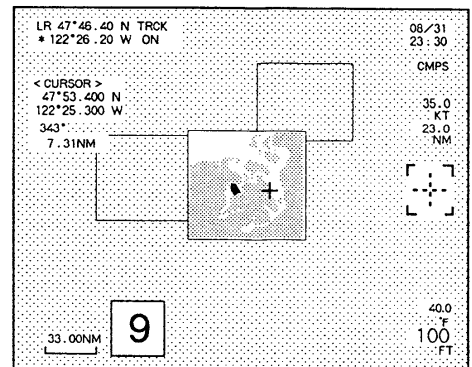 LR 47°46.40 N TRCK
* 122°26.20 W ON
< CURSOR >
47°53.400 N
122°25.300 W
343°
7.31NM
08/31
23:30
CMPS
35.0
KT
23.0
NM
40.0
°F
100
FT
33.00NM
9